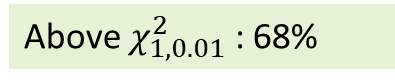 Above χ²₁,₀.₀₁ : 68%